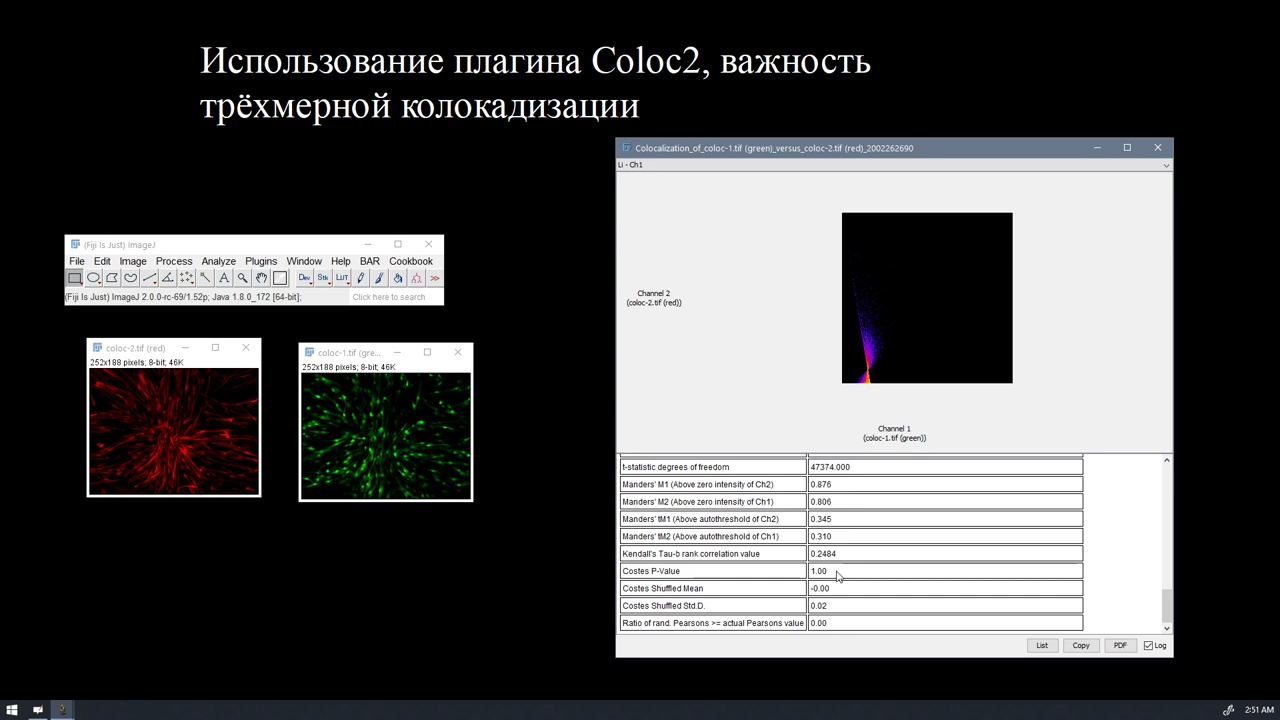 Использование плагина Coloc2, важность
трёхмерной колокадизации
Colocalization_of_coloc-1.tif (green)_versus_coloc-2.tif (red)_2002262690
Li - Ch1
(Fiji Is Just) ImageJ
File Edit Image Process Analyze Plugins Window Help BAR Cookbook
Dev Stk LUT
(Fiji Is Just) ImageJ 2.0.0-rc-69/1.52p; Java 1.8.0_172 [64-bit];
Click here to search
Channel 2
(coloc-2.tif (red))
coloc-2.tif (red)
252x188 pixels; 8-bit; 46K
coloc-1.tif (gre...
252x188 pixels; 8-bit; 46K
Channel 1
(coloc-1.tif (green))
t-statistic degrees of freedom 47374.000
Manders' M1 (Above zero intensity of Ch2) 0.876
Manders' M2 (Above zero intensity of Ch1) 0.806
Manders' tM1 (Above autothreshold of Ch2) 0.345
Manders' tM2 (Above autothreshold of Ch1) 0.310
Kendall's Tau-b rank correlation value 0.2484
Costes P-Value 1.00
Costes Shuffled Mean -0.00
Costes Shuffled Std.D. 0.02
Ratio of rand. Pearsons >= actual Pearsons value 0.00
List Copy PDF Log
2:51 AM